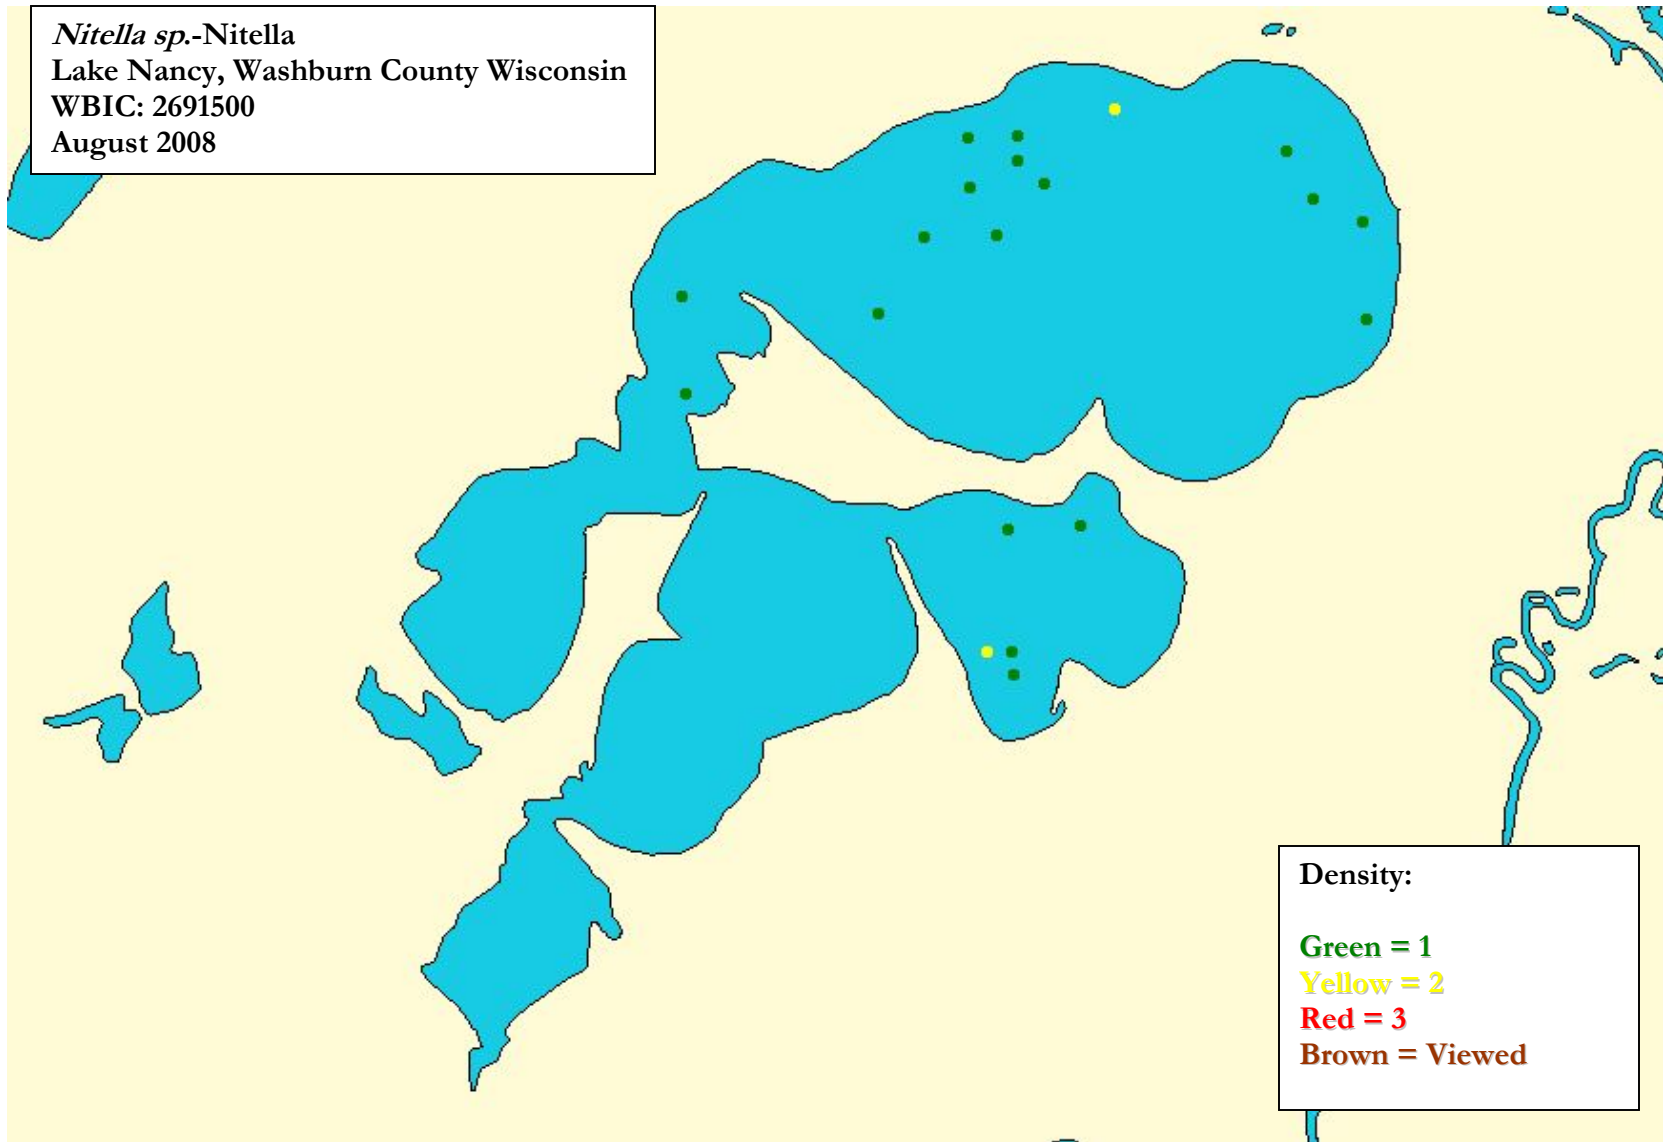 Nitella sp.-Nitella
Lake Nancy, Washburn County Wisconsin
WBIC: 2691500
August 2008
Density:
Green = 1
Yellow = 2
Red = 3
Brown = Viewed